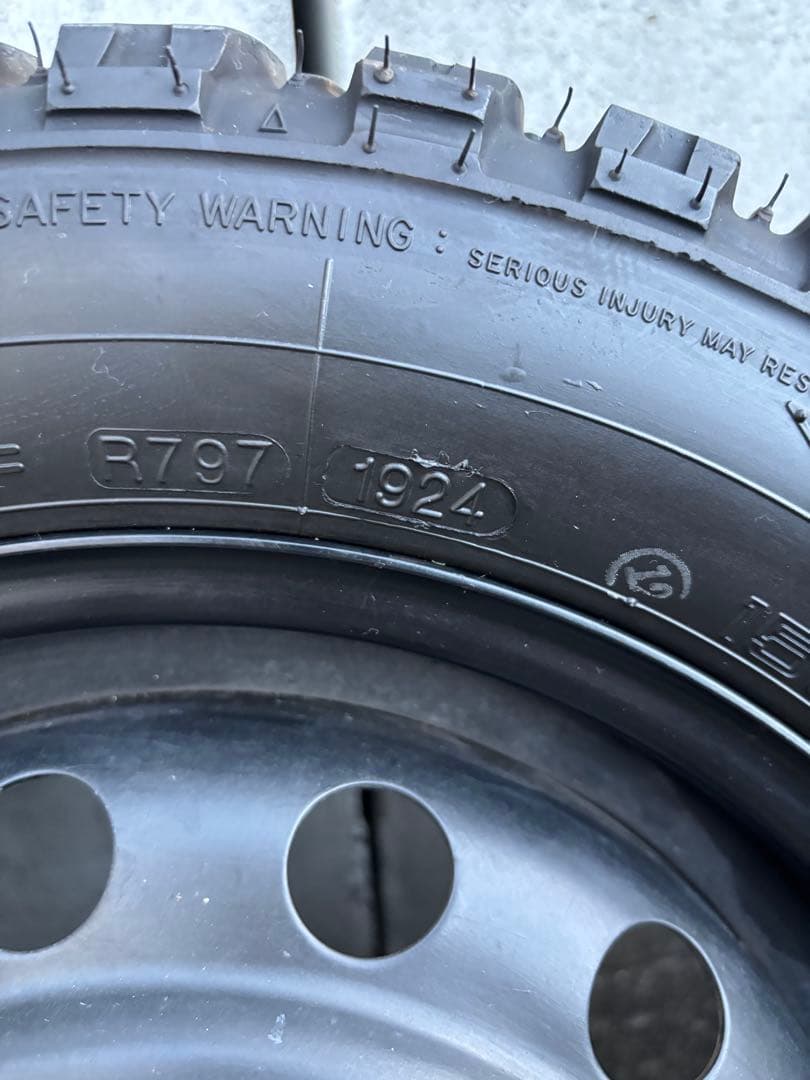 SAFETY WARNING : SERIOUS INJURY MAY RES
R797 1924